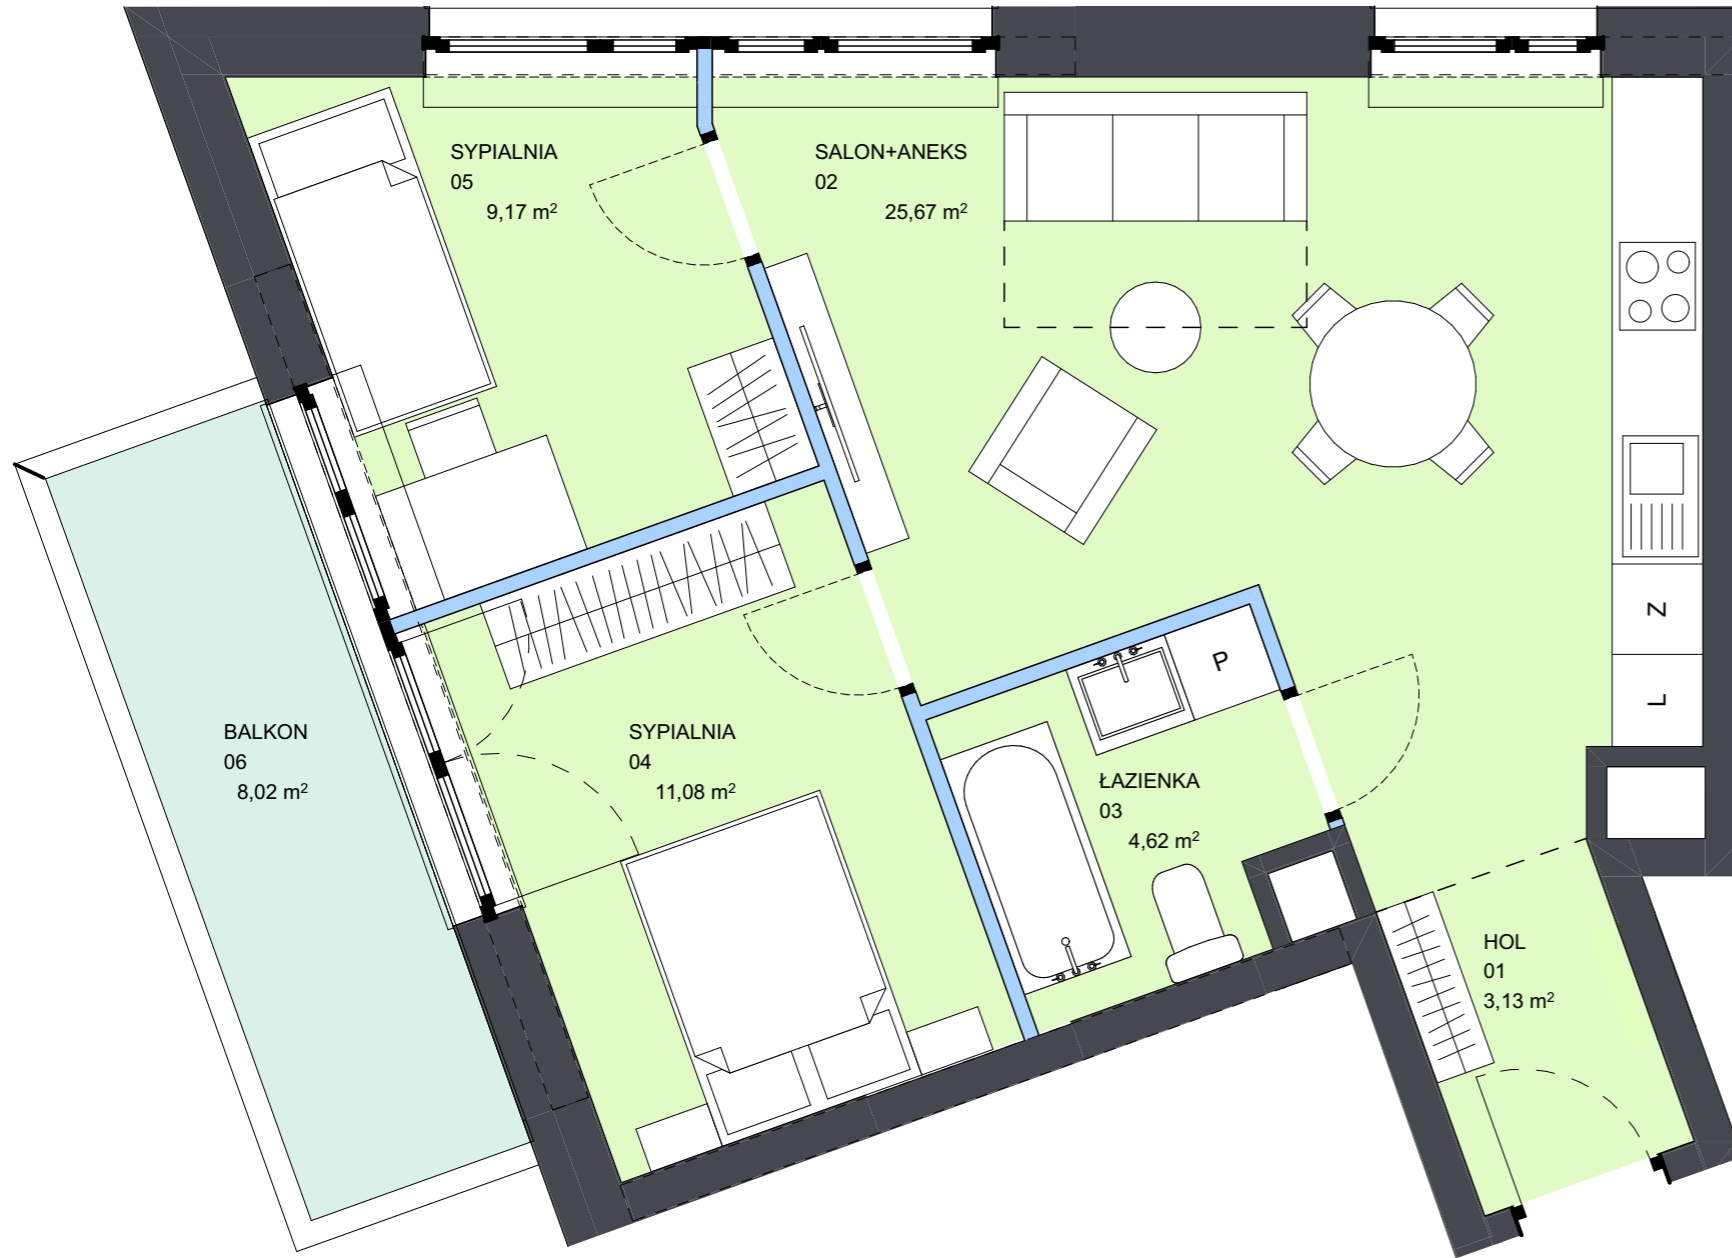 SYPIALNIA
05
9,17 m²
SALON+ANEKS
02
25,67 m²
Z
L
P
BALKON
06
8,02 m²
SYPIALNIA
04
11,08 m²
ŁAZIENKA
03
4,62 m²
HOL
01
3,13 m²